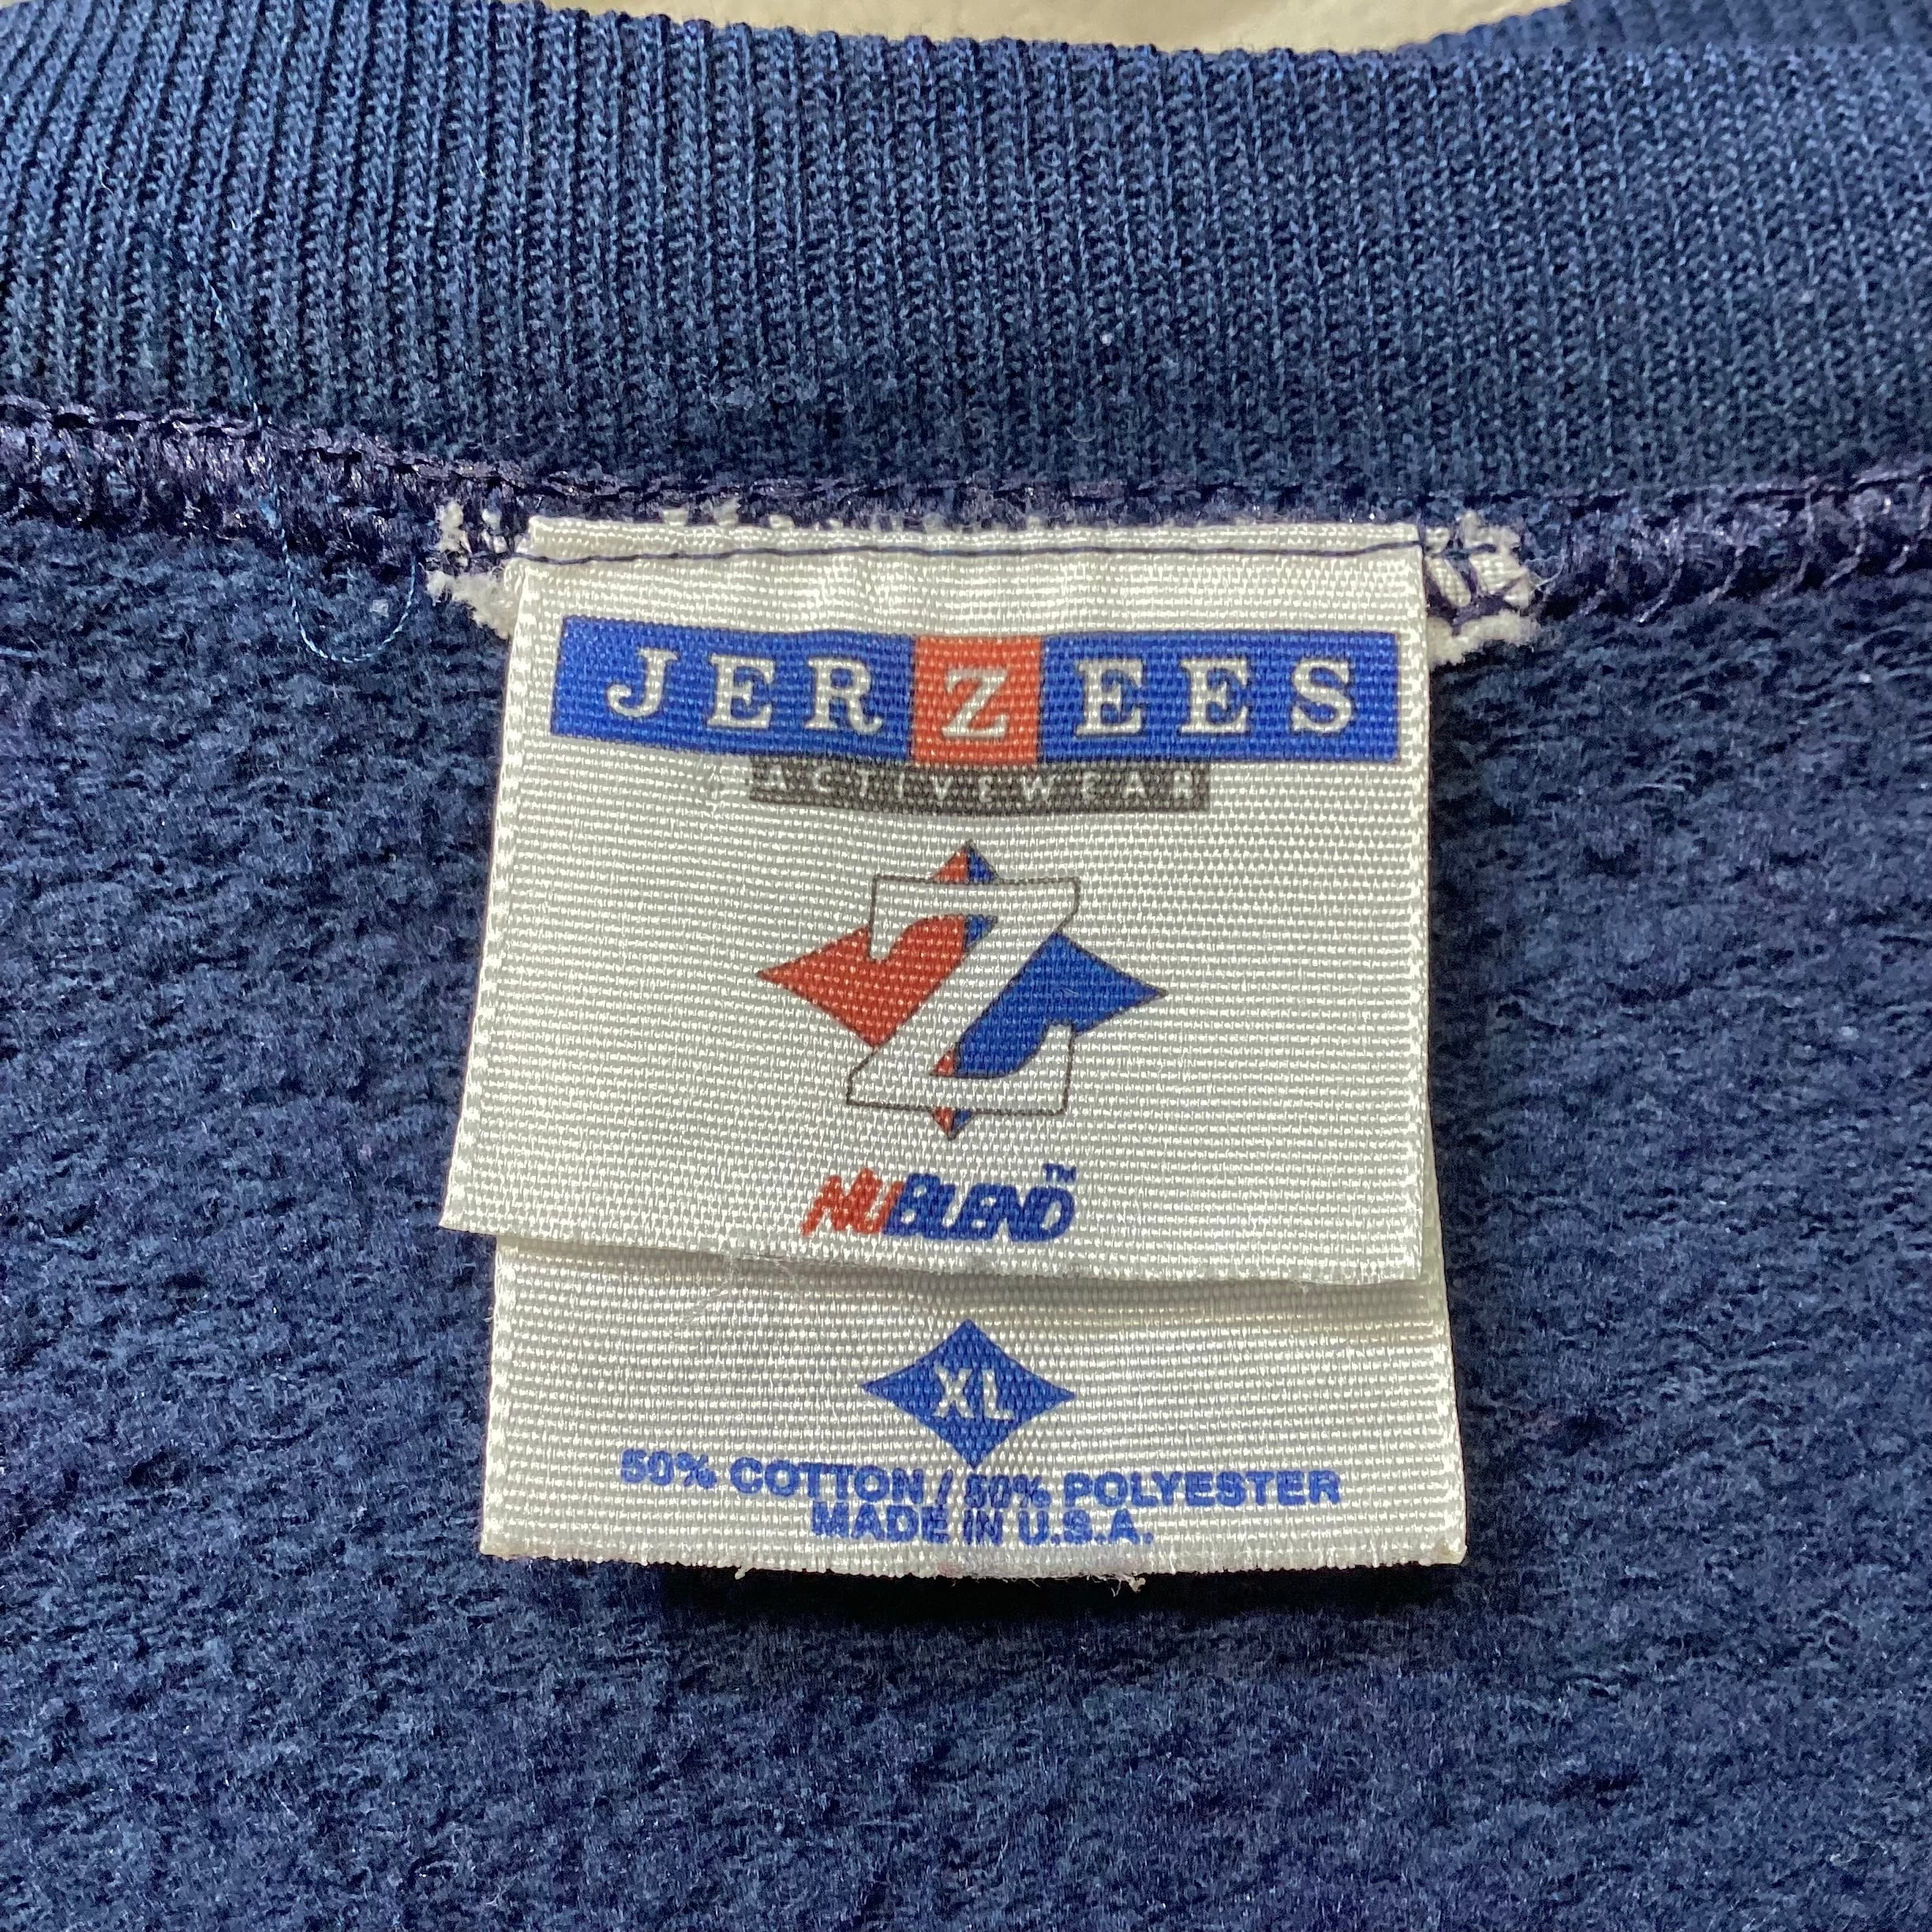 JERZEES
ACTIVEWEAR
Z
NUBLEND™
XL
50% COTTON / 50% POLYESTER
MADE IN U.S.A.